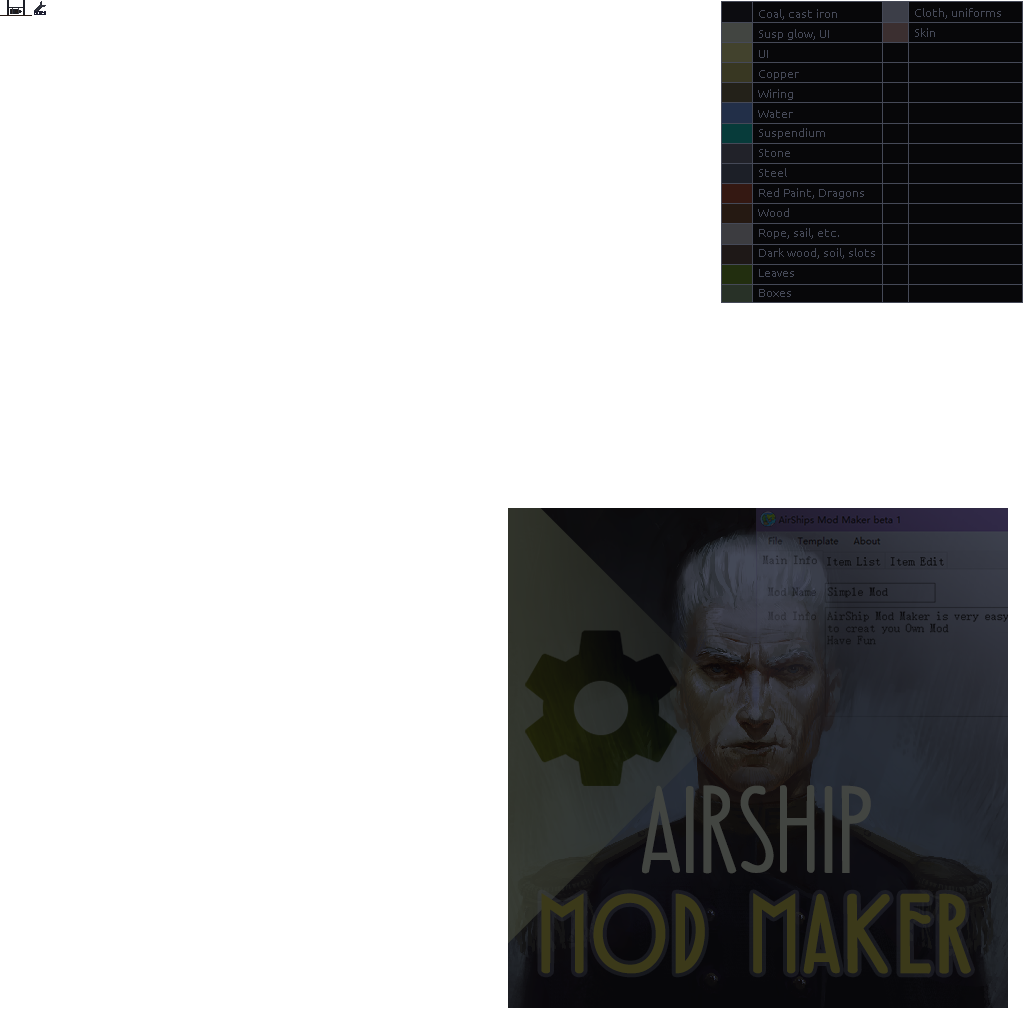 Coal, cast iron
Cloth, uniforms
Susp glow, UI
Skin
UI
Copper
Wiring
Water
Suspendium
Stone
Steel
Red Paint, Dragons
Wood
Rope, sail, etc.
Dark wood, soil, slots
Leaves
Boxes
AirShips Mod Maker beta 1
File Template About
Main Info Item List Item Edit
Mod Name Simple Mod
Mod Info AirShip Mod Maker is very easy
to creat you Own Mod
Have Fun
AIRSHIP
MOD MAKER